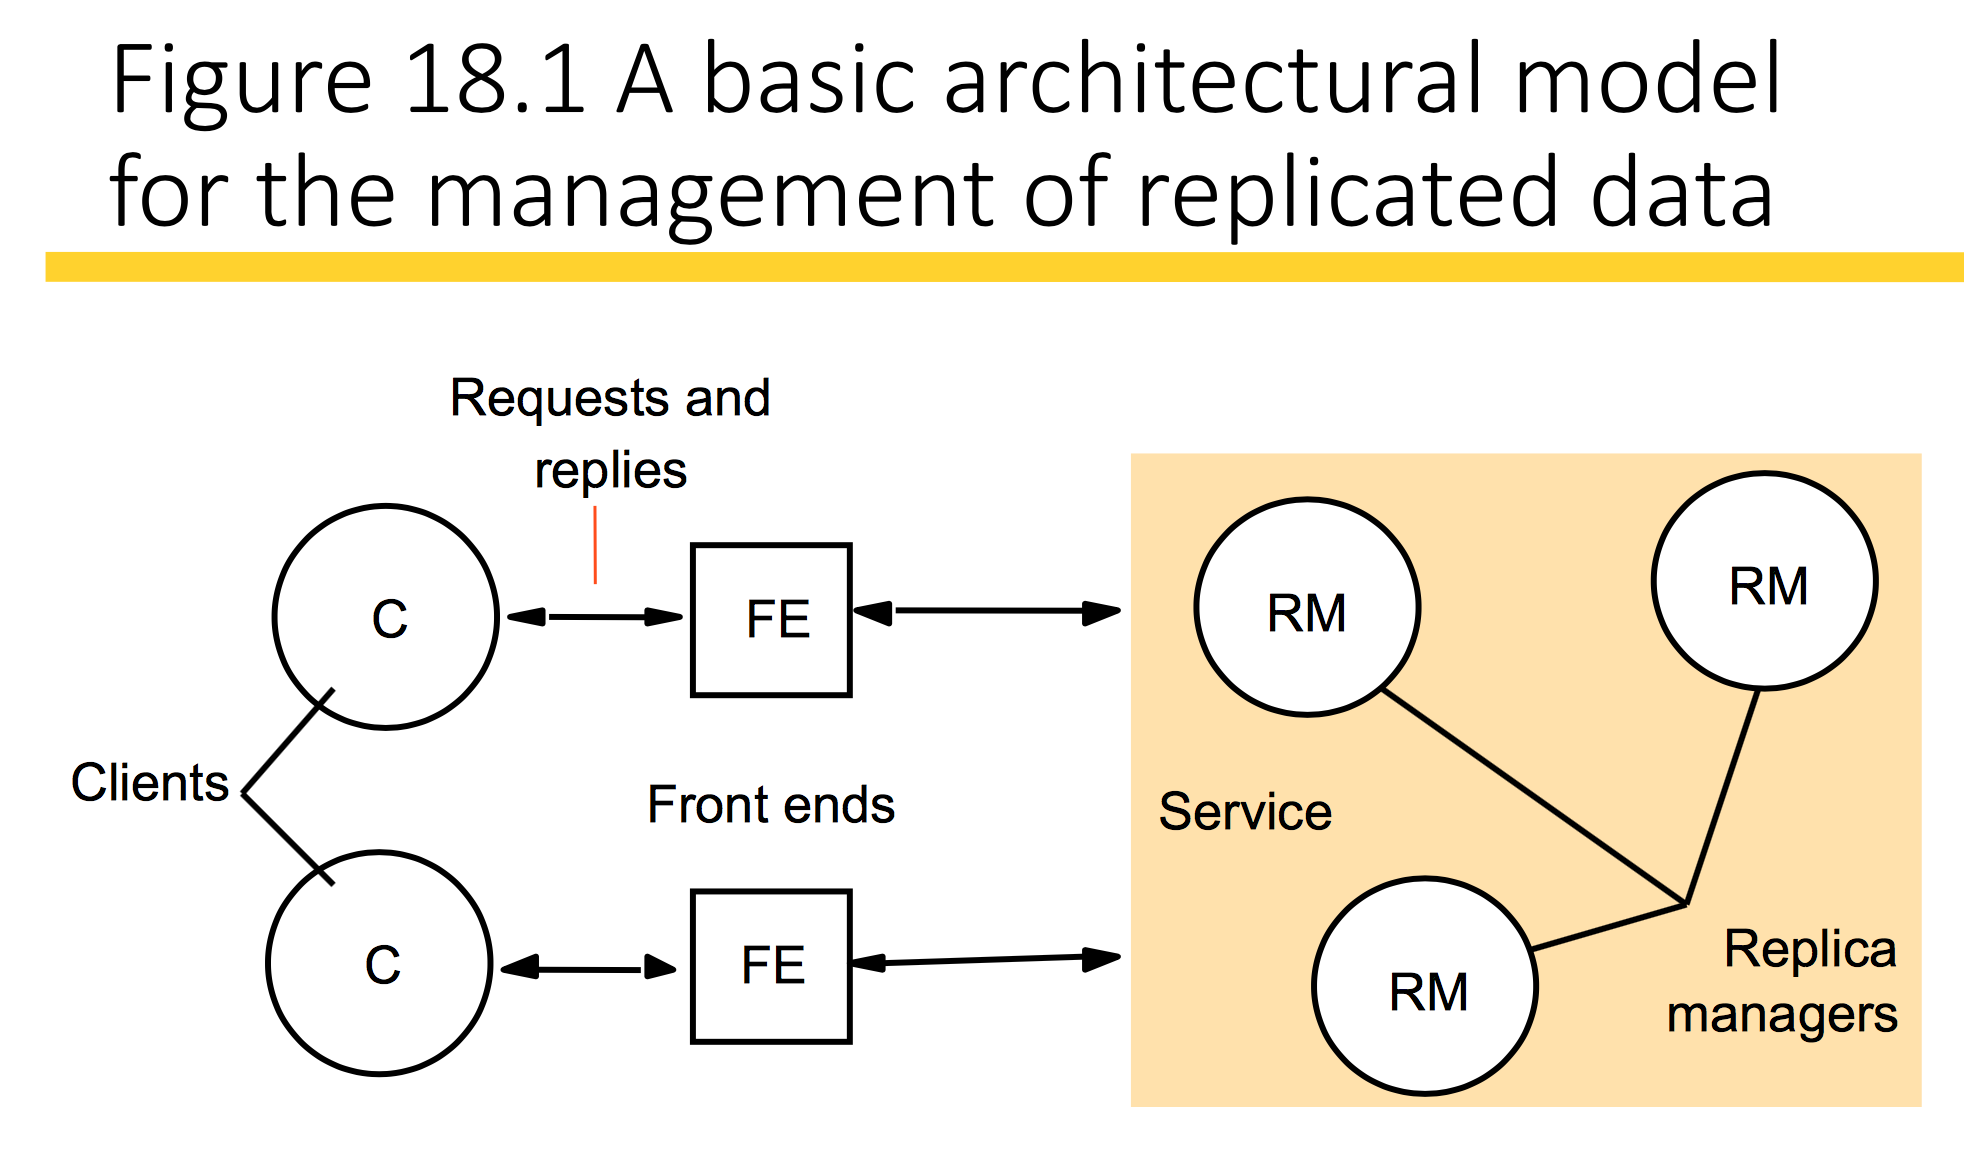 Figure 18.1 A basic architectural model
for the management of replicated data
Requests and
replies
C
FE
RM
RM
Clients
Front ends
Service
C
FE
RM
Replica
managers